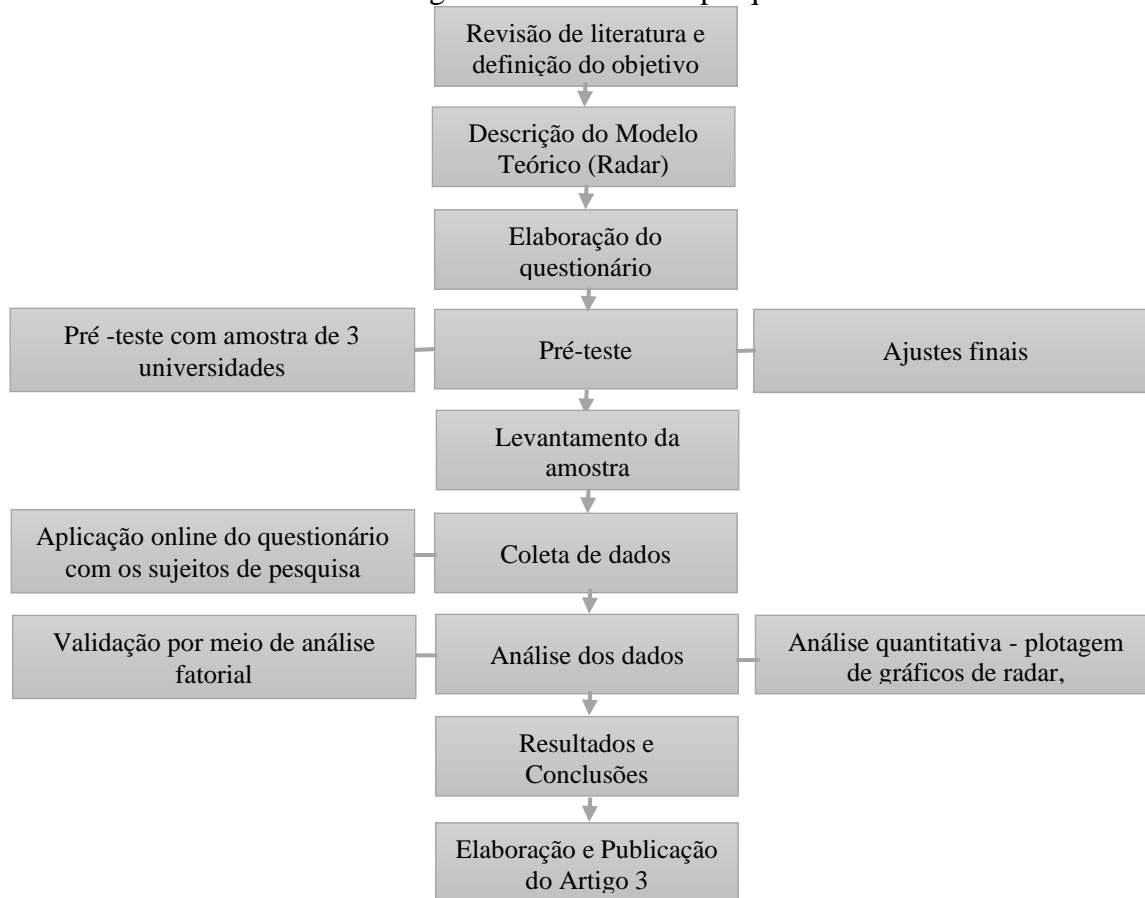 Revisão de literatura e
definição do objetivo
Descrição do Modelo
Teórico (Radar)
Elaboração do
questionário
Pré -teste com amostra de 3
universidades
Pré-teste
Ajustes finais
Levantamento da
amostra
Aplicação online do questionário
com os sujeitos de pesquisa
Coleta de dados
Validação por meio de análise
fatorial
Análise dos dados
Análise quantitativa - plotagem
de gráficos de radar,
Resultados e
Conclusões
Elaboração e Publicação
do Artigo 3